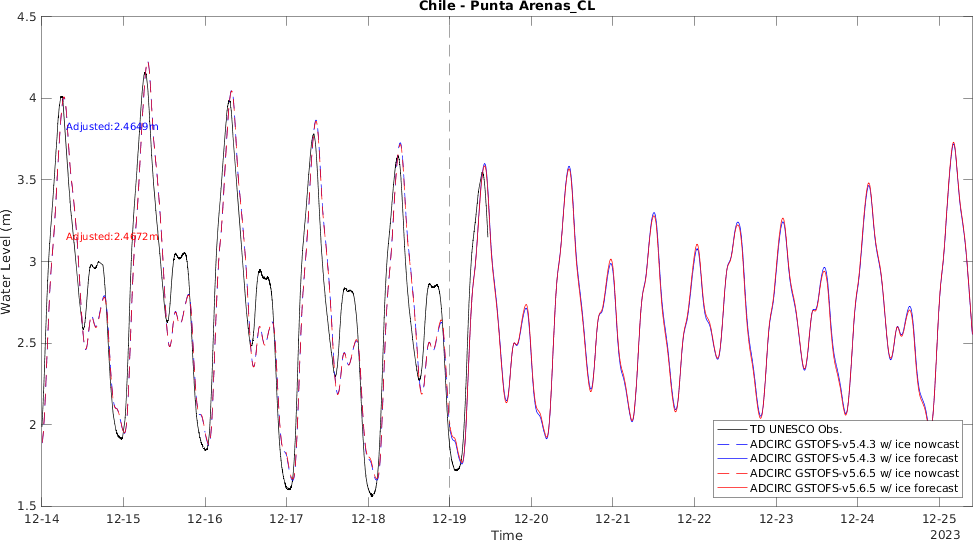 Chile - Punta Arenas_CL
4.5
4
3.5
3
2.5
2
1.5
Water Level (m)
Adjusted:2.4649m
Adjusted:2.4672m
TD UNESCO Obs.
ADCIRC GSTOFS-v5.4.3 w/ ice nowcast
ADCIRC GSTOFS-v5.4.3 w/ ice forecast
ADCIRC GSTOFS-v5.6.5 w/ ice nowcast
ADCIRC GSTOFS-v5.6.5 w/ ice forecast
12-14 12-15 12-16 12-17 12-18 12-19 12-20 12-21 12-22 12-23 12-24 12-25
2023
Time